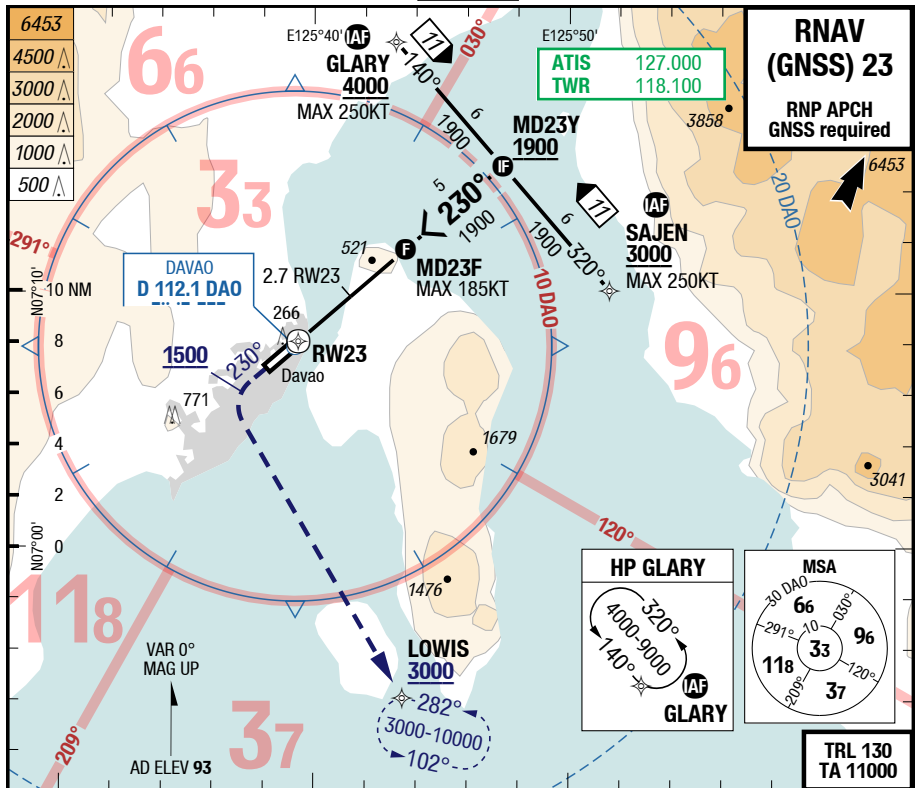 6453
4500
3000
2000
1000
500
66
33
291°
N07°10'
10 NM
8
6
4
2
0
N07°00'
E125°40'
IAF
GLARY
4000
MAX 250KT
11
140°
030°
6
1900
E125°50'
ATIS 127.000
TWR 118.100
RNAV
(GNSS) 23
RNP APCH
GNSS required
3858
6453
20 DAO
MD23Y
1900
IF
5
230°
1900
6
1900
320°
11
IAF
SAJEN
3000
MAX 250KT
521
F
MD23F
MAX 185KT
10 DAO
DAVAO
D 112.1 DAO
2.7 RW23
266
RW23
Davao
1500
230°
771
96
1679
3041
120°
1476
118
VAR 0°
MAG UP
AD ELEV 93
209°
37
LOWIS
3000
282°
3000-10000
102°
HP GLARY
320°
4000-9000
140°
IAF
GLARY
MSA
30 DAO
66
030°
291°
10
33
96
118
120°
209°
37
TRL 130
TA 11000